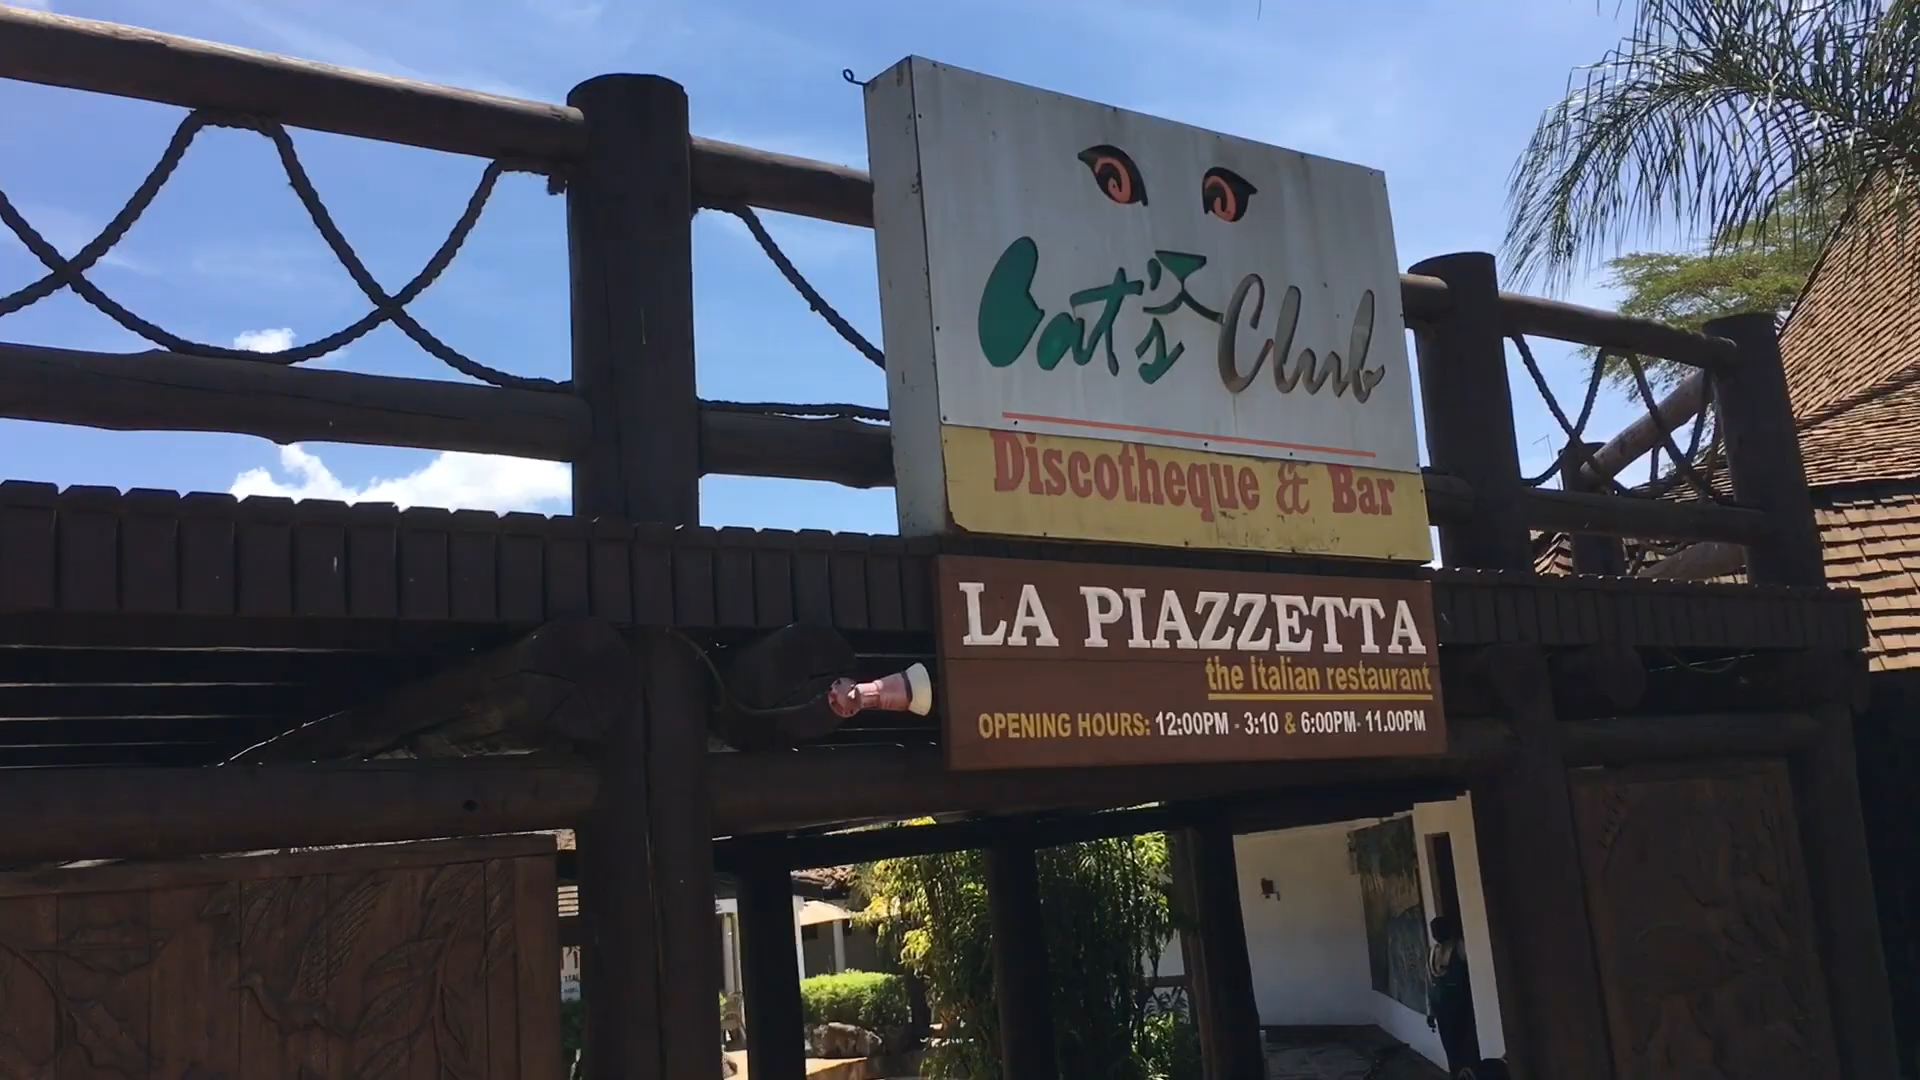 Cat's Club
Discotheque & Bar
LA PIAZZETTA
the Italian restaurant
OPENING HOURS: 12:00PM - 3:10 & 6:00PM- 11.00PM